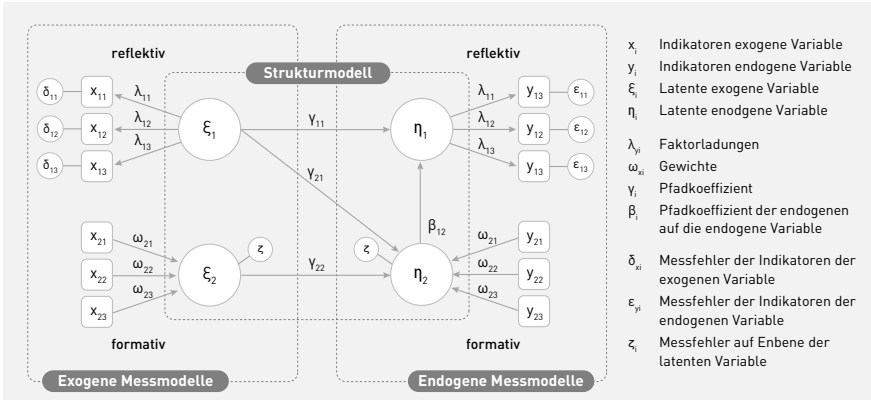 reflektiv
reflektiv
Strukturmodell
δ11 x11 λ11
δ12 x12 λ12
δ13 x13 λ13
ξ1
γ11
γ21
η1
λ11 y13 ε11
λ12 y12 ε12
λ13 y13 ε13
β12
x21 ω21
x22 ω22
x23 ω23
ξ2
ζ
γ22
ζ
η2
ω21 y21
ω22 y22
ω23 y23
formativ
formativ
Exogene Messmodelle
Endogene Messmodelle
xi Indikatoren exogene Variable
yi Indikatoren endogene Variable
ξi Latente exogene Variable
ηi Latente enodgene Variable
λyi Faktorladungen
ωxi Gewichte
γi Pfadkoeffizient
βi Pfadkoeffizient der endogenen
auf die endogene Variable
δxi Messfehler der Indikatoren der
exogenen Variable
εyi Messfehler der Indikatoren der
endogenen Variable
ζi Messfehler auf Enbene der
latenten Variable